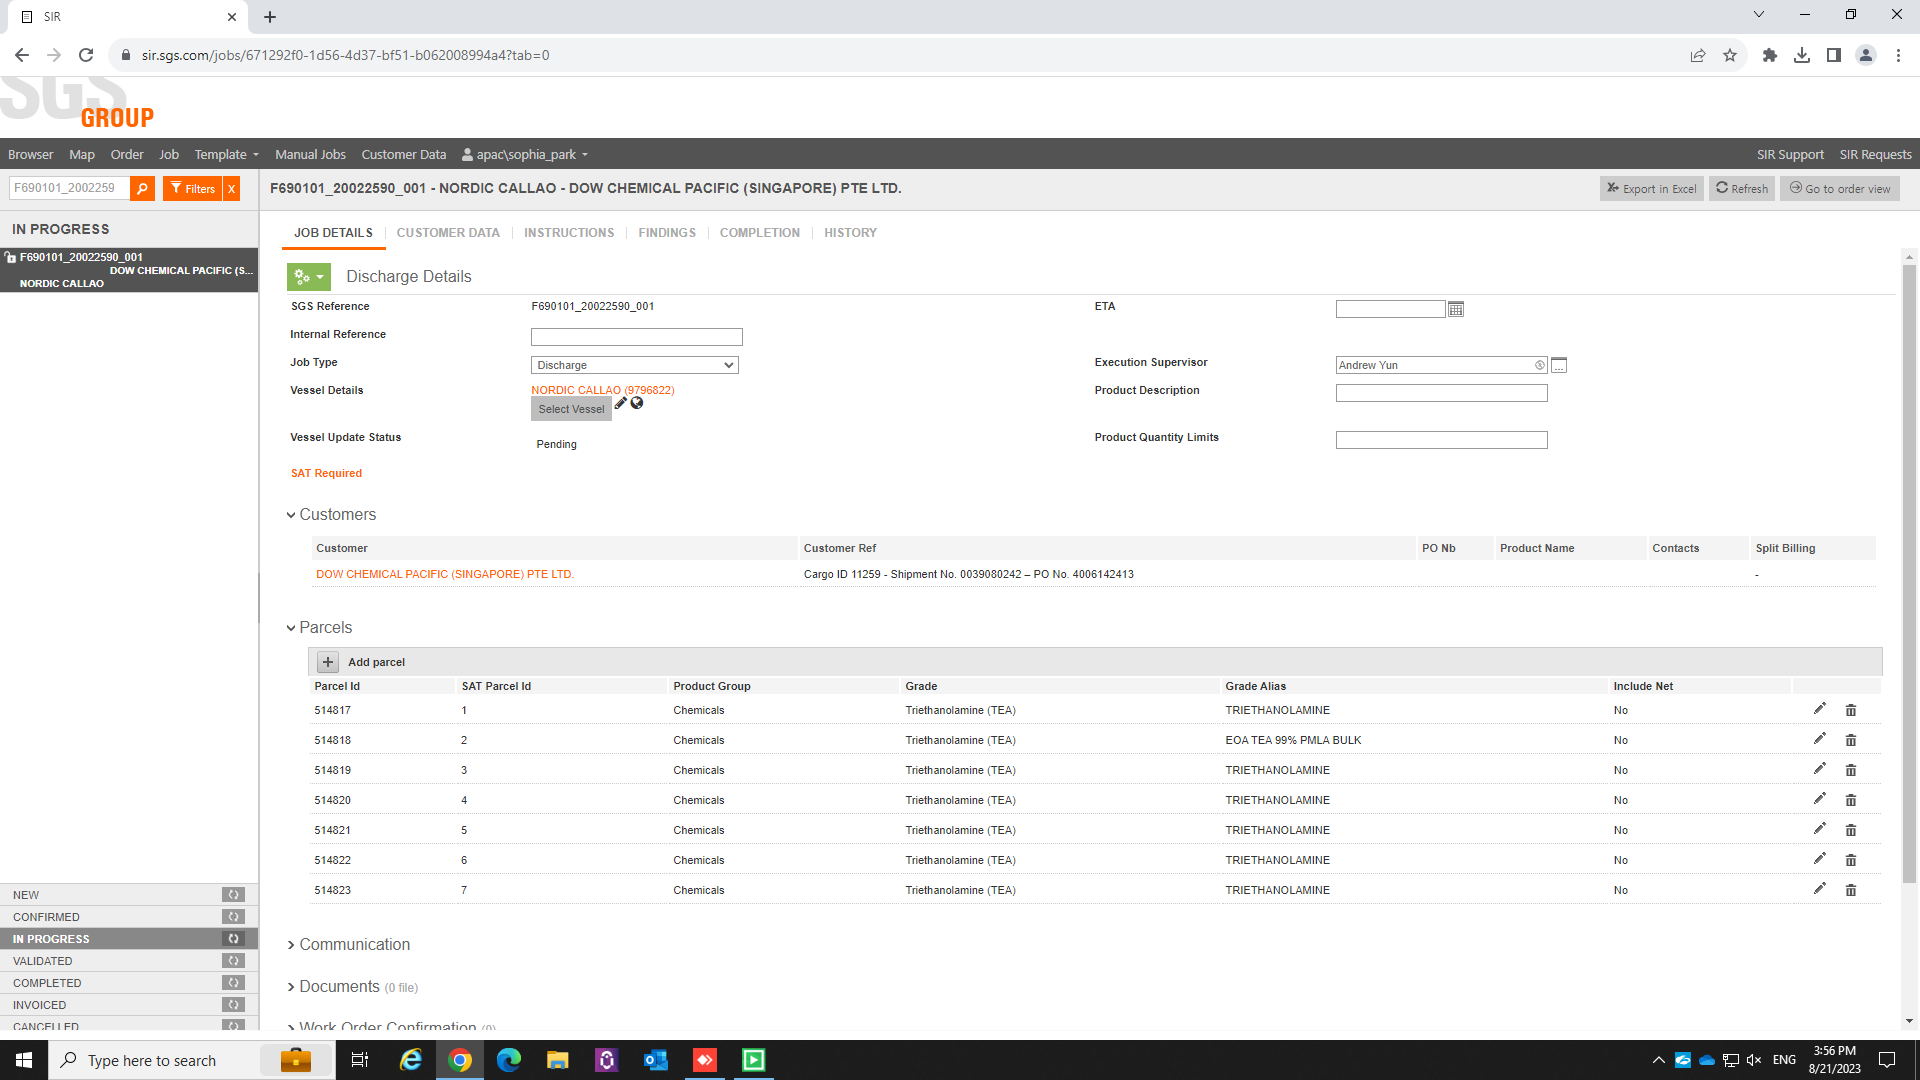 SIR
sir.sgs.com/jobs/671292f0-1d56-4d37-bf51-b062008994a4?tab=0
SGS
GROUP
Browser Map Order Job Template Manual Jobs Customer Data apac\sophia_park SIR Support SIR Requests
F690101_2002259 Filters X
F690101_20022590_001 - NORDIC CALLAO - DOW CHEMICAL PACIFIC (SINGAPORE) PTE LTD.
Export in Excel Refresh Go to order view
IN PROGRESS
F690101_20022590_001
DOW CHEMICAL PACIFIC (S...
NORDIC CALLAO
JOB DETAILS CUSTOMER DATA INSTRUCTIONS FINDINGS COMPLETION HISTORY
Discharge Details
SGS Reference F690101_20022590_001 ETA
Internal Reference
Job Type Discharge Execution Supervisor Andrew Yun ...
Vessel Details NORDIC CALLAO (9796822) Product Description
Select Vessel
Vessel Update Status Pending Product Quantity Limits
SAT Required
Customers
Customer Customer Ref PO Nb Product Name Contacts Split Billing
DOW CHEMICAL PACIFIC (SINGAPORE) PTE LTD. Cargo ID 11259 - Shipment No. 0039080242 – PO No. 4006142413 -
Parcels
+ Add parcel
Parcel Id SAT Parcel Id Product Group Grade Grade Alias Include Net
514817 1 Chemicals Triethanolamine (TEA) TRIETHANOLAMINE No
514818 2 Chemicals Triethanolamine (TEA) EOA TEA 99% PMLA BULK No
514819 3 Chemicals Triethanolamine (TEA) TRIETHANOLAMINE No
514820 4 Chemicals Triethanolamine (TEA) TRIETHANOLAMINE No
514821 5 Chemicals Triethanolamine (TEA) TRIETHANOLAMINE No
514822 6 Chemicals Triethanolamine (TEA) TRIETHANOLAMINE No
514823 7 Chemicals Triethanolamine (TEA) TRIETHANOLAMINE No
Communication
Documents (0 file)
Work Order Confirmation (0)
NEW
CONFIRMED
IN PROGRESS
VALIDATED
COMPLETED
INVOICED
CANCELLED
Type here to search
ENG
3:56 PM
8/21/2023